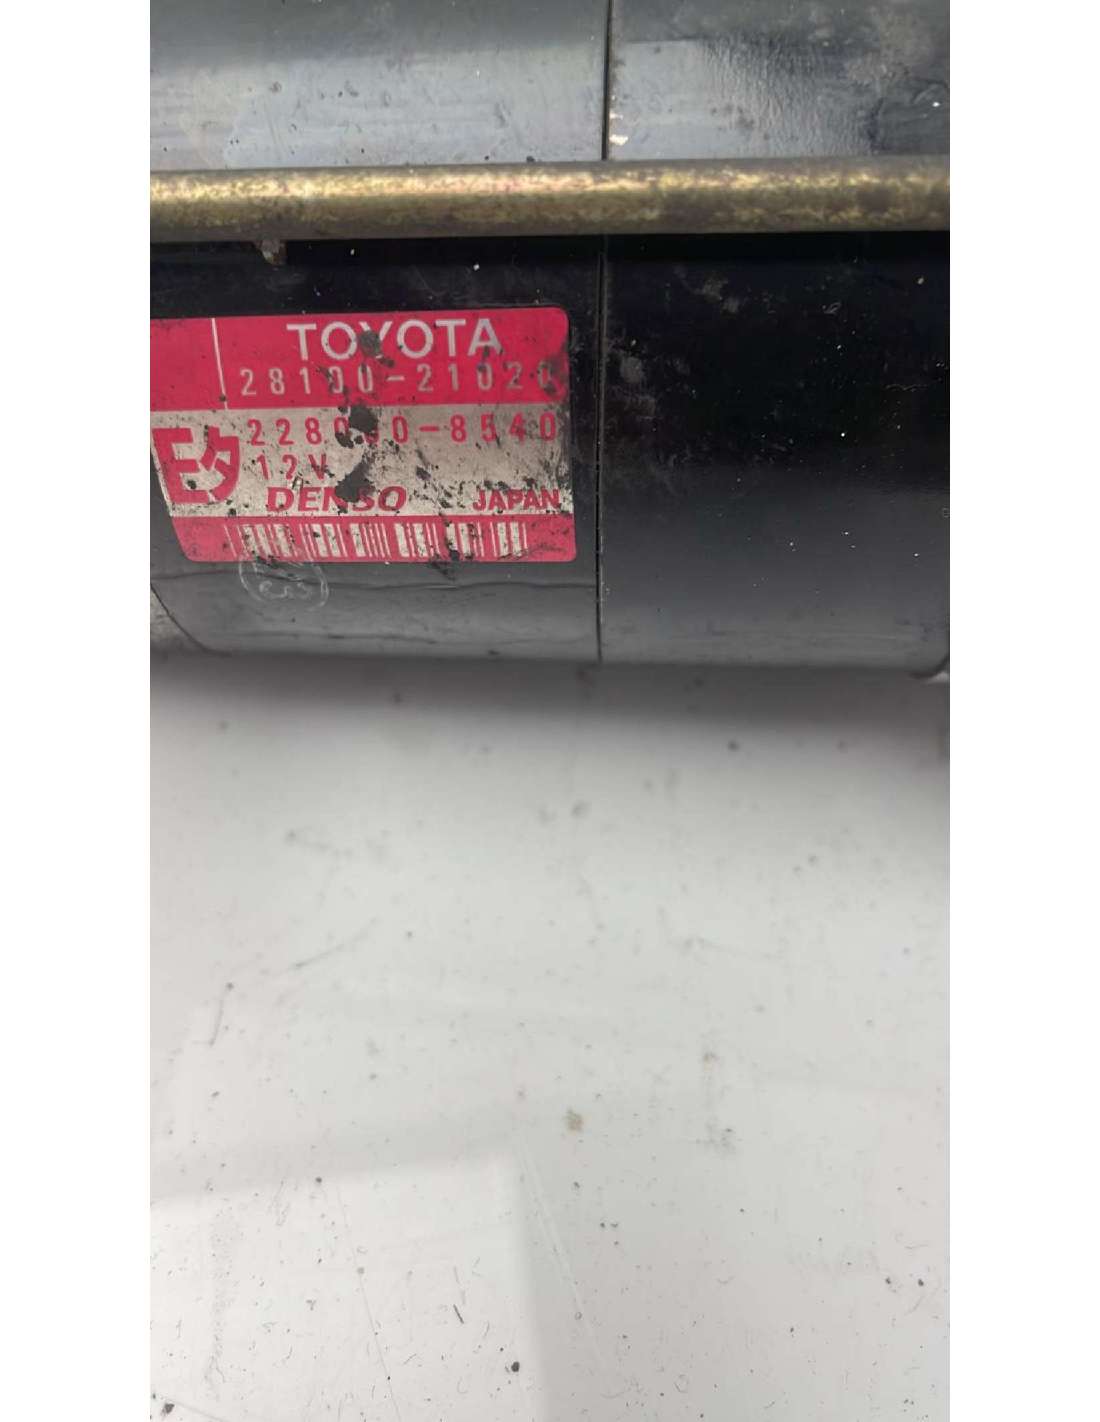 TOYOTA
28100-21020
228000-8540
12V
DENSO JAPAN